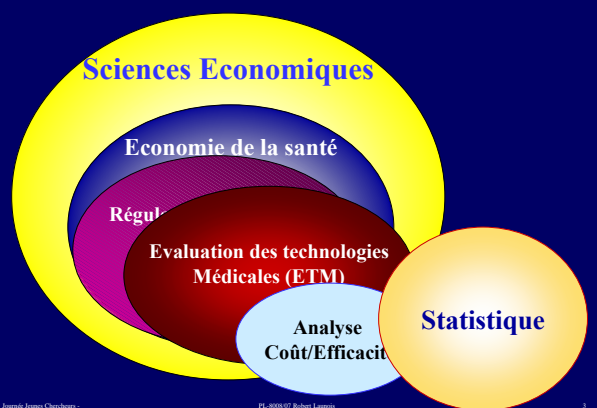 Sciences Economiques
Economie de la santé
Régul
Evaluation des technologies
Médicales (ETM)
Analyse
Coût/Efficacit
Statistique
Journée Jeunes Chercheurs -
PL-8008/07 Robert Launois
3